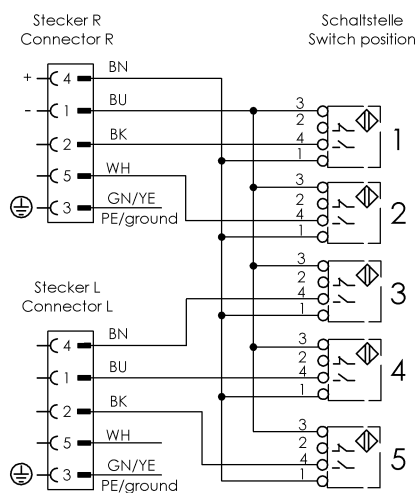 Stecker R
Connector R
Schaltstelle
Switch position
+ 4 BN
- 1 BU
2 BK
5 WH
3 GN/YE
PE/ground
3
2
4
1
1
3
2
4
1
2
3
2
4
1
3
3
2
4
1
4
3
2
4
1
5
Stecker L
Connector L
4 BN
1 BU
2 BK
5 WH
3 GN/YE
PE/ground